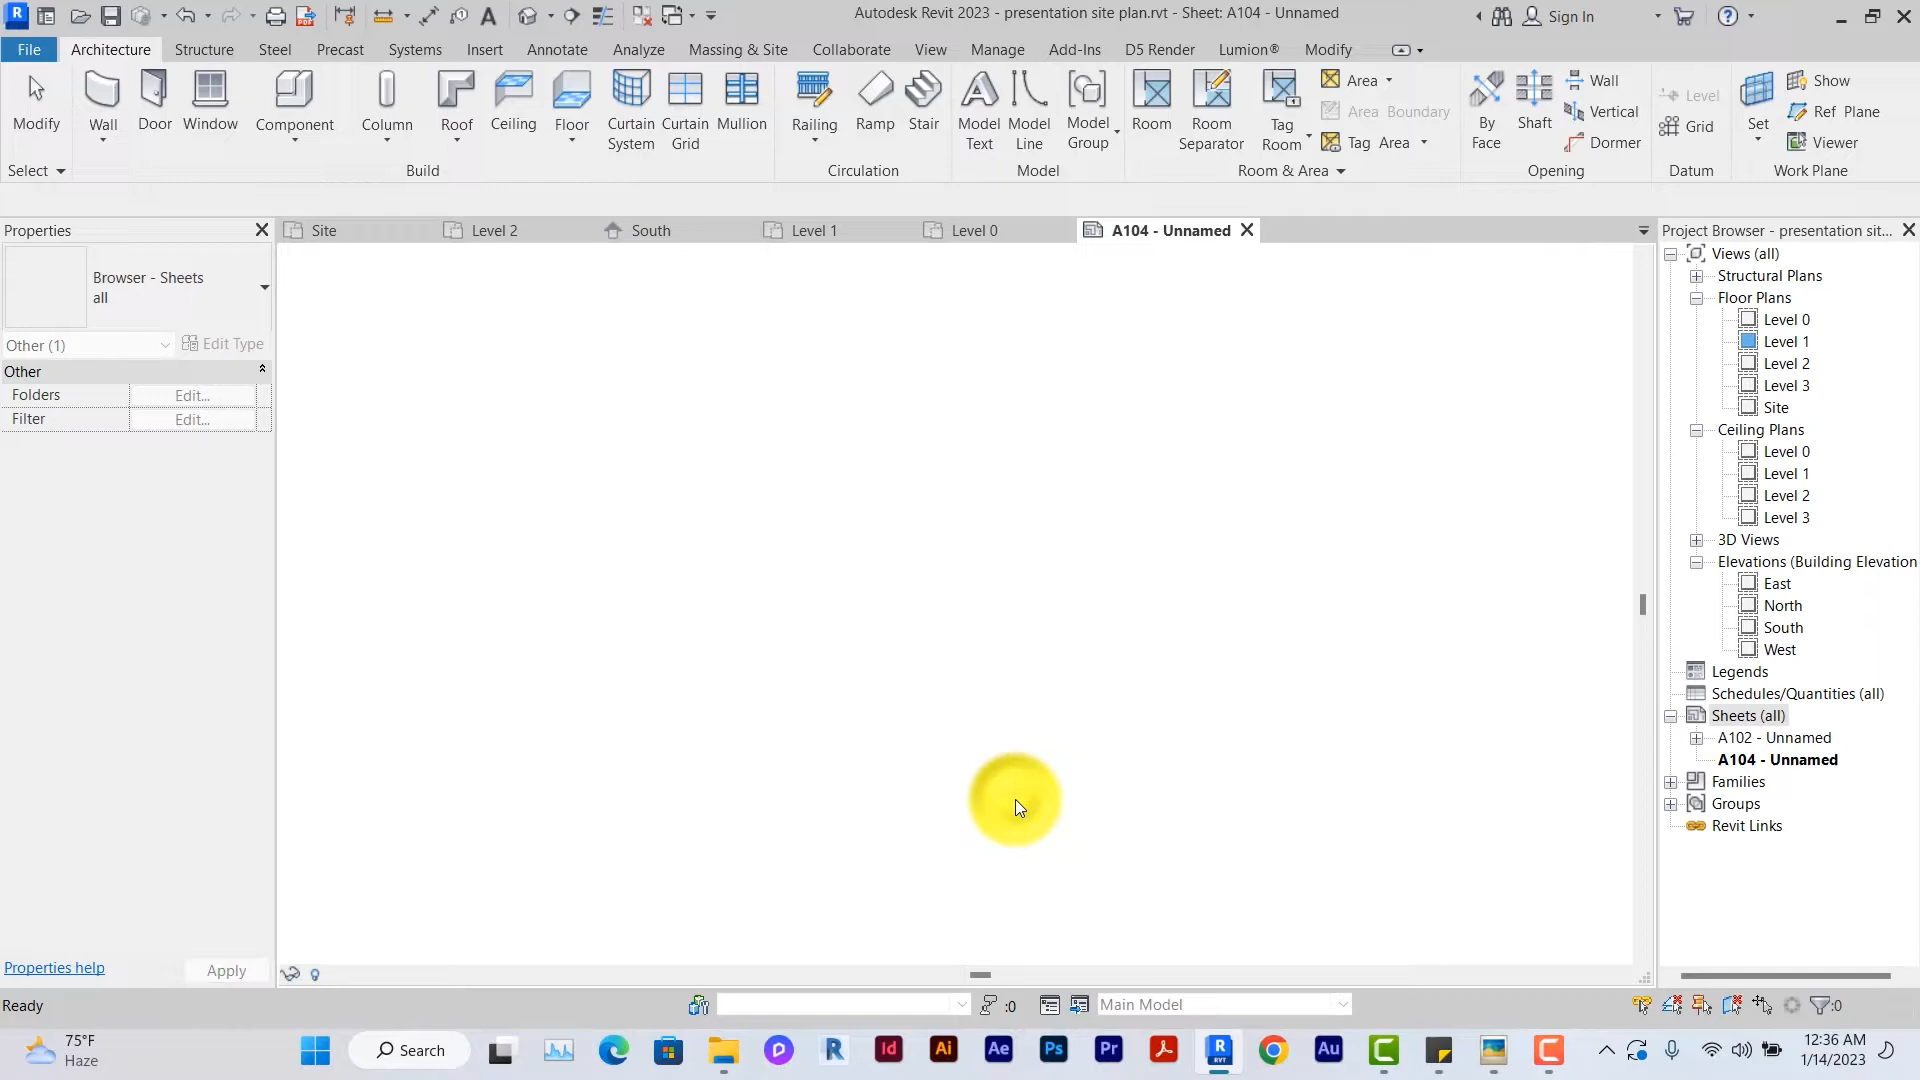 Autodesk Revit 2023 - presentation site plan.rvt - Sheet: A104 - Unnamed
Sign In
File Architecture Structure Steel Precast Systems Insert Annotate Analyze Massing & Site Collaborate View Manage Add-Ins D5 Render Lumion® Modify
Modify
Wall
Door
Window
Component
Column
Roof
Ceiling
Floor
Curtain System
Curtain Grid
Mullion
Railing
Ramp
Stair
Model Text
Model Line
Model Group
Room
Room Separator
Tag Room
Area
Area Boundary
Tag Area
By Face
Shaft
Wall
Vertical
Dormer
Level
Grid
Set
Show
Ref Plane
Viewer
Select
Build
Circulation
Model
Room & Area
Opening
Datum
Work Plane
Properties
Browser - Sheets
all
Other (1)
Edit Type
Other
Folders Edit...
Filter Edit...
Properties help
Apply
Site
Level 2
South
Level 1
Level 0
A104 - Unnamed
Project Browser - presentation sit...
Views (all)
Structural Plans
Floor Plans
Level 0
Level 1
Level 2
Level 3
Site
Ceiling Plans
Level 0
Level 1
Level 2
Level 3
3D Views
Elevations (Building Elevation
East
North
South
West
Legends
Schedules/Quantities (all)
Sheets (all)
A102 - Unnamed
A104 - Unnamed
Families
Groups
Revit Links
Ready
:0
Main Model
:0
75°F
Haze
Search
Id
Ai
Ae
Ps
Pr
R
RVT
Au
12:36 AM
1/14/2023